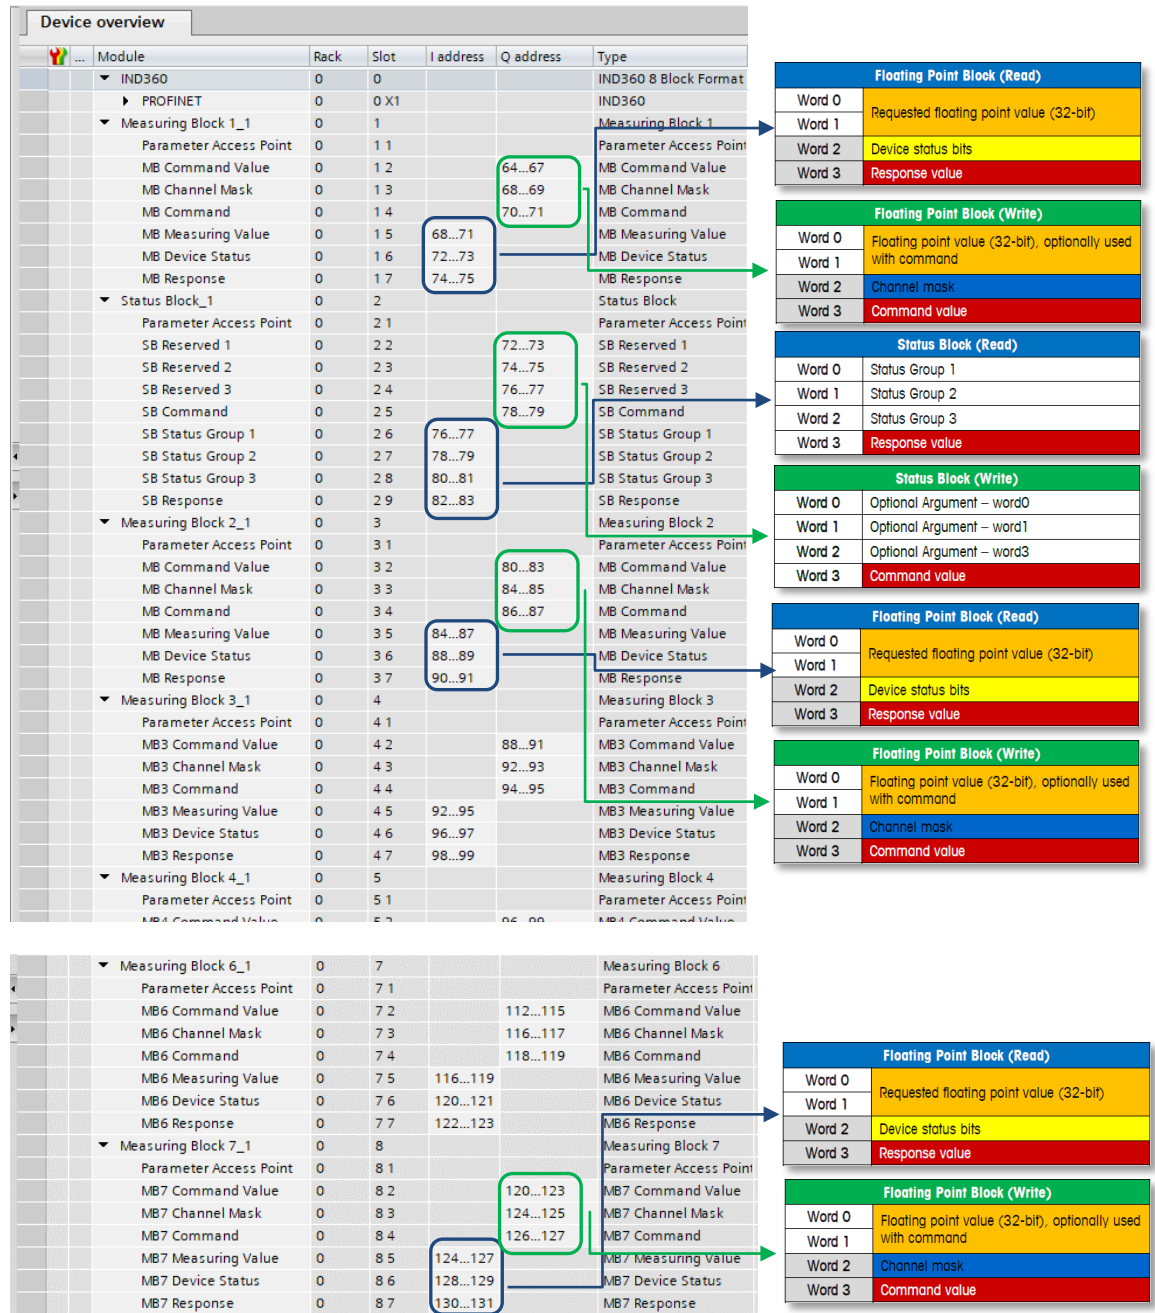 Device overview
... Module Rack Slot I address Q address Type
IND360 0 0 IND360 8 Block Format
PROFINET 0 0 X1 IND360
Measuring Block 1_1 0 1 Measuring Block 1
Parameter Access Point 0 1 1 Parameter Access Point
MB Command Value 0 1 2 64...67 MB Command Value
MB Channel Mask 0 1 3 68...69 MB Channel Mask
MB Command 0 1 4 70...71 MB Command
MB Measuring Value 0 1 5 68...71 MB Measuring Value
MB Device Status 0 1 6 72...73 MB Device Status
MB Response 0 1 7 74...75 MB Response
Status Block_1 0 2 Status Block
Parameter Access Point 0 2 1 Parameter Access Point
SB Reserved 1 0 2 2 72...73 SB Reserved 1
SB Reserved 2 0 2 3 74...75 SB Reserved 2
SB Reserved 3 0 2 4 76...77 SB Reserved 3
SB Command 0 2 5 78...79 SB Command
SB Status Group 1 0 2 6 76...77 SB Status Group 1
SB Status Group 2 0 2 7 78...79 SB Status Group 2
SB Status Group 3 0 2 8 80...81 SB Status Group 3
SB Response 0 2 9 82...83 SB Response
Measuring Block 2_1 0 3 Measuring Block 2
Parameter Access Point 0 3 1 Parameter Access Point
MB Command Value 0 3 2 80...83 MB Command Value
MB Channel Mask 0 3 3 84...85 MB Channel Mask
MB Command 0 3 4 86...87 MB Command
MB Measuring Value 0 3 5 84...87 MB Measuring Value
MB Device Status 0 3 6 88...89 MB Device Status
MB Response 0 3 7 90...91 MB Response
Measuring Block 3_1 0 4 Measuring Block 3
Parameter Access Point 0 4 1 Parameter Access Point
MB3 Command Value 0 4 2 88...91 MB3 Command Value
MB3 Channel Mask 0 4 3 92...93 MB3 Channel Mask
MB3 Command 0 4 4 94...95 MB3 Command
MB3 Measuring Value 0 4 5 92...95 MB3 Measuring Value
MB3 Device Status 0 4 6 96...97 MB3 Device Status
MB3 Response 0 4 7 98...99 MB3 Response
Measuring Block 4_1 0 5 Measuring Block 4
Parameter Access Point 0 5 1 Parameter Access Point
MB4 Command Value 0 5 2 96...99 MB4 Command Value
Floating Point Block (Read)
Word 0 Requested floating point value (32-bit)
Word 1
Word 2 Device status bits
Word 3 Response value
Floating Point Block (Write)
Word 0 Floating point value (32-bit), optionally used
Word 1 with command
Word 2 Channel mask
Word 3 Command value
Status Block (Read)
Word 0 Status Group 1
Word 1 Status Group 2
Word 2 Status Group 3
Word 3 Response value
Status Block (Write)
Word 0 Optional Argument – word0
Word 1 Optional Argument – word1
Word 2 Optional Argument – word3
Word 3 Command value
Floating Point Block (Read)
Word 0 Requested floating point value (32-bit)
Word 1
Word 2 Device status bits
Word 3 Response value
Floating Point Block (Write)
Word 0 Floating point value (32-bit), optionally used
Word 1 with command
Word 2 Channel mask
Word 3 Command value
Measuring Block 6_1 0 7 Measuring Block 6
Parameter Access Point 0 7 1 Parameter Access Point
MB6 Command Value 0 7 2 112...115 MB6 Command Value
MB6 Channel Mask 0 7 3 116...117 MB6 Channel Mask
MB6 Command 0 7 4 118...119 MB6 Command
MB6 Measuring Value 0 7 5 116...119 MB6 Measuring Value
MB6 Device Status 0 7 6 120...121 MB6 Device Status
MB6 Response 0 7 7 122...123 MB6 Response
Measuring Block 7_1 0 8 Measuring Block 7
Parameter Access Point 0 8 1 Parameter Access Point
MB7 Command Value 0 8 2 120...123 MB7 Command Value
MB7 Channel Mask 0 8 3 124...125 MB7 Channel Mask
MB7 Command 0 8 4 126...127 MB7 Command
MB7 Measuring Value 0 8 5 124...127 MB7 Measuring Value
MB7 Device Status 0 8 6 128...129 MB7 Device Status
MB7 Response 0 8 7 130...131 MB7 Response
Floating Point Block (Read)
Word 0 Requested floating point value (32-bit)
Word 1
Word 2 Device status bits
Word 3 Response value
Floating Point Block (Write)
Word 0 Floating point value (32-bit), optionally used
Word 1 with command
Word 2 Channel mask
Word 3 Command value